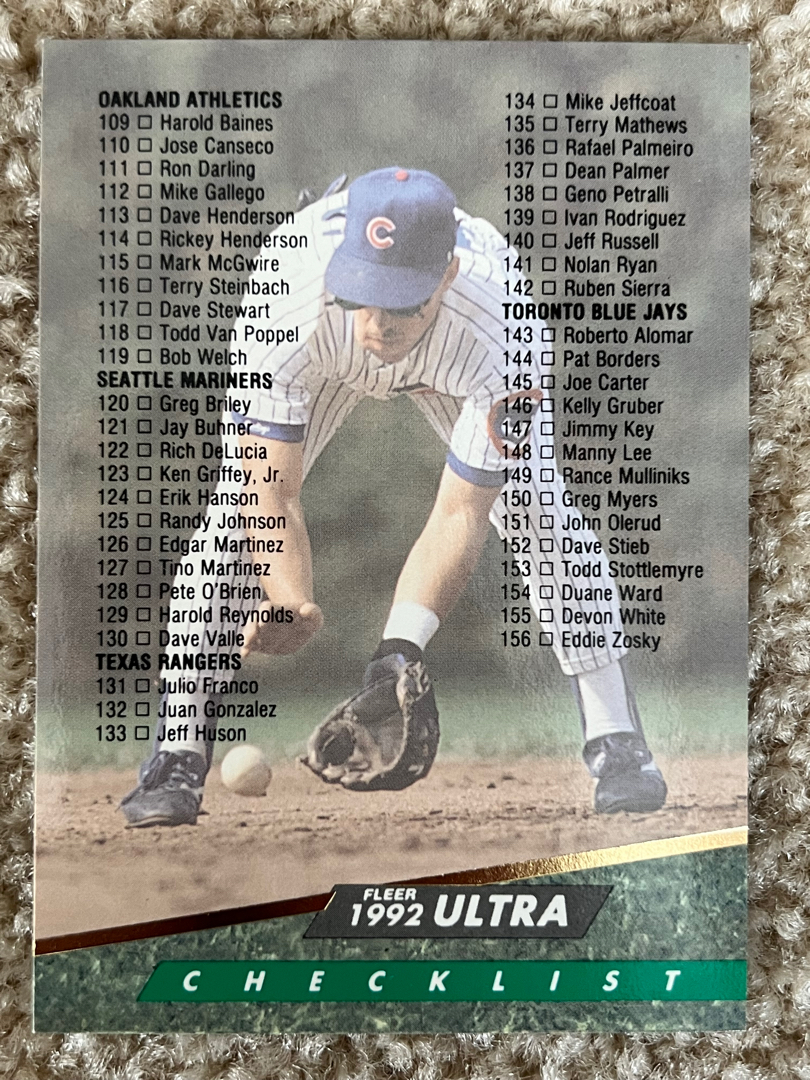 OAKLAND ATHLETICS
109 □ Harold Baines
110 □ Jose Canseco
111 □ Ron Darling
112 □ Mike Gallego
113 □ Dave Henderson
114 □ Rickey Henderson
115 □ Mark McGwire
116 □ Terry Steinbach
117 □ Dave Stewart
118 □ Todd Van Poppel
119 □ Bob Welch
SEATTLE MARINERS
120 □ Greg Briley
121 □ Jay Buhner
122 □ Rich DeLucia
123 □ Ken Griffey, Jr.
124 □ Erik Hanson
125 □ Randy Johnson
126 □ Edgar Martinez
127 □ Tino Martinez
128 □ Pete O'Brien
129 □ Harold Reynolds
130 □ Dave Valle
TEXAS RANGERS
131 □ Julio Franco
132 □ Juan Gonzalez
133 □ Jeff Huson
134 □ Mike Jeffcoat
135 □ Terry Mathews
136 □ Rafael Palmeiro
137 □ Dean Palmer
138 □ Geno Petralli
139 □ Ivan Rodriguez
140 □ Jeff Russell
141 □ Nolan Ryan
142 □ Ruben Sierra
TORONTO BLUE JAYS
143 □ Roberto Alomar
144 □ Pat Borders
145 □ Joe Carter
146 □ Kelly Gruber
147 □ Jimmy Key
148 □ Manny Lee
149 □ Rance Mulliniks
150 □ Greg Myers
151 □ John Olerud
152 □ Dave Stieb
153 □ Todd Stottlemyre
154 □ Duane Ward
155 □ Devon White
156 □ Eddie Zosky
C
FLEER
1992 ULTRA
CHECKLIST